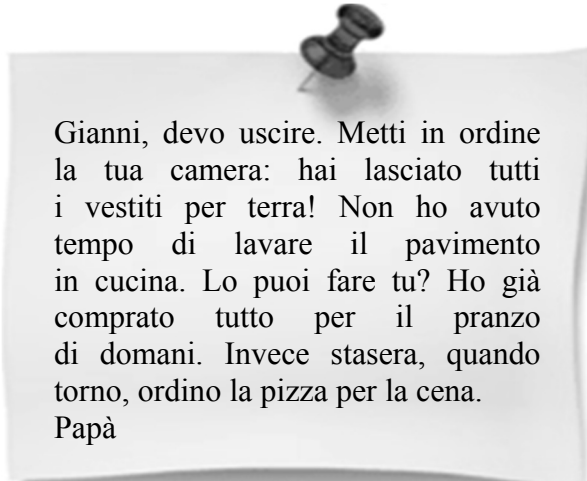 Gianni, devo uscire. Metti in ordine
la tua camera: hai lasciato tutti
i vestiti per terra! Non ho avuto
tempo di lavare il pavimento
in cucina. Lo puoi fare tu? Ho già
comprato tutto per il pranzo
di domani. Invece stasera, quando
torno, ordino la pizza per la cena.
Papà